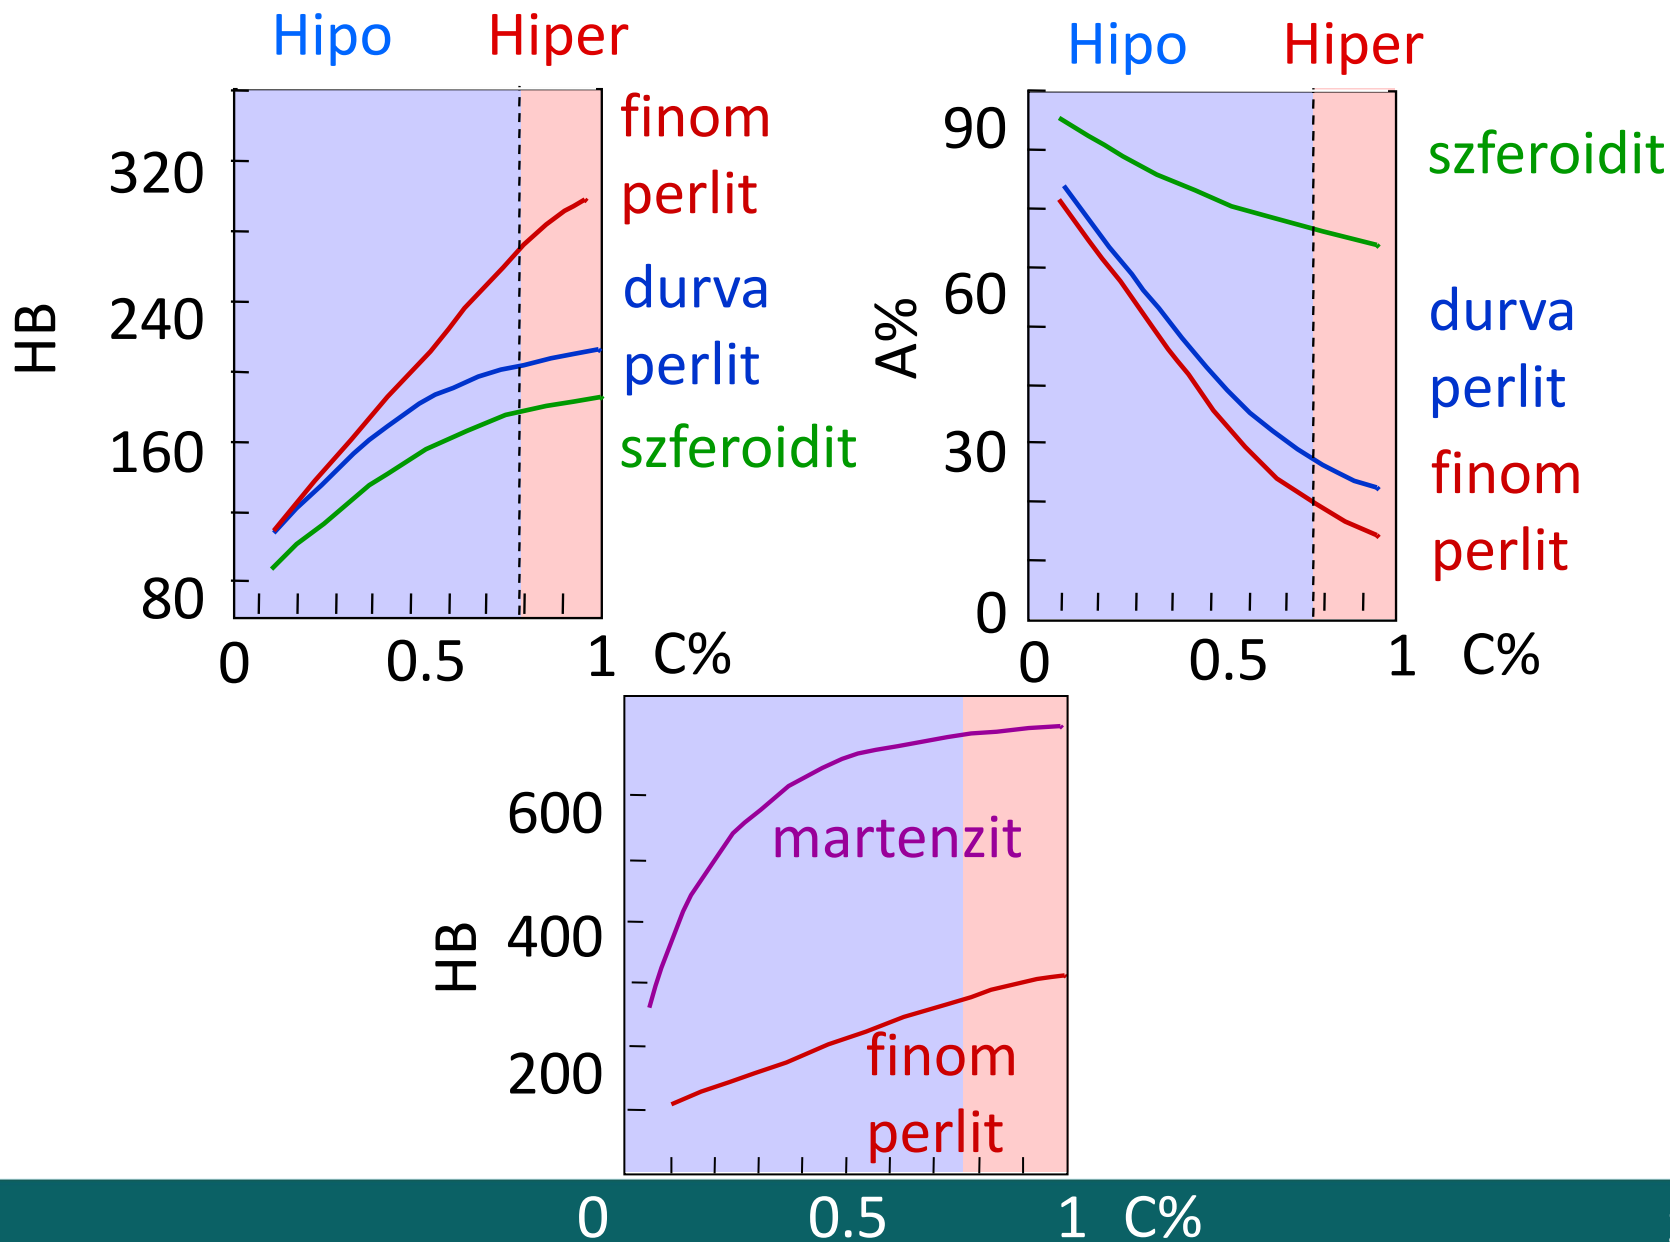 Hipo Hiper
HB
320
240
160
80
finom
perlit
durva
perlit
szferoidit
0 0.5 1 C%
Hipo Hiper
A%
90
60
30
0
szferoidit
durva
perlit
finom
perlit
0 0.5 1 C%
HB
600
400
200
martenzit
finom
perlit
0 0.5 1 C%